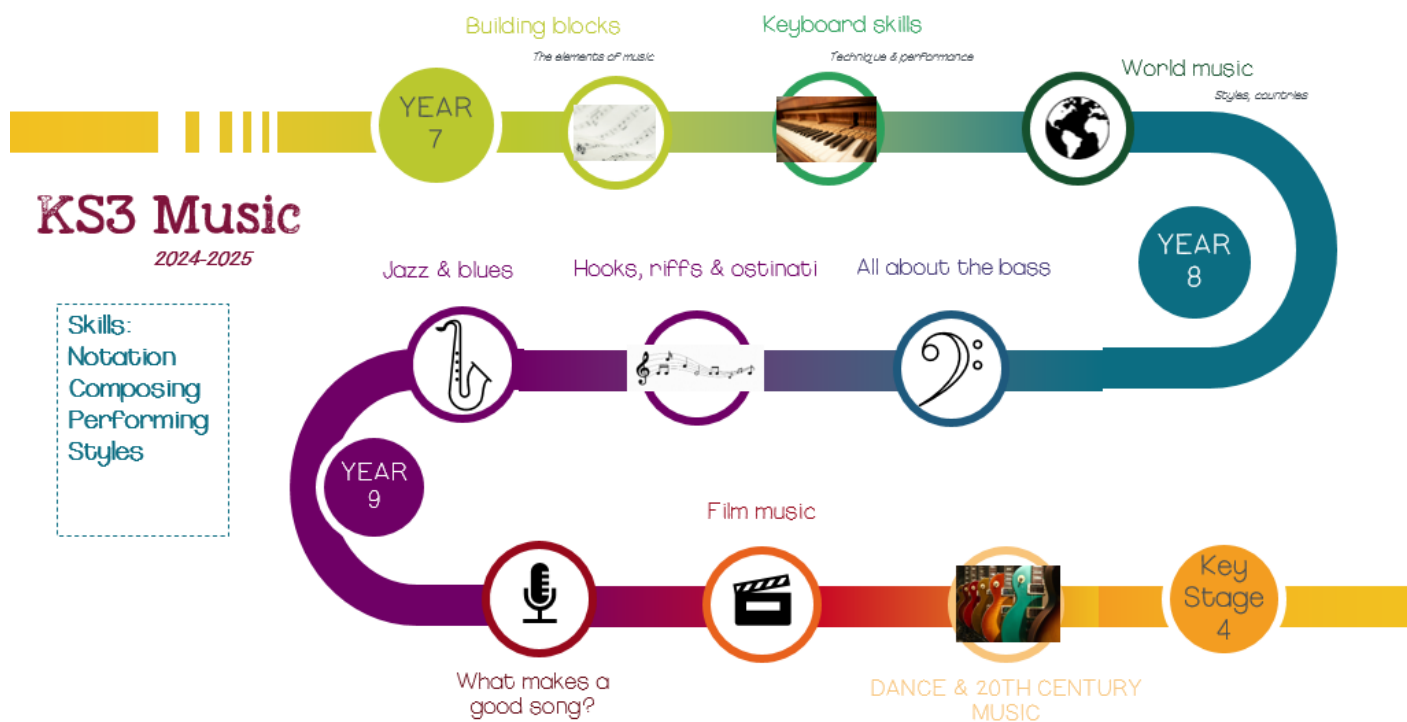 Building blocks
The elements of music
Keyboard skills
Technique & performance
World music
Styles, countries
YEAR
7
KS3 Music
2024-2025
YEAR
8
Jazz & blues
Hooks, riffs & ostinati
All about the bass
Skills:
Notation
Composing
Performing
Styles
YEAR
9
Film music
What makes a
good song?
DANCE & 20TH CENTURY
MUSIC
Key
Stage
4